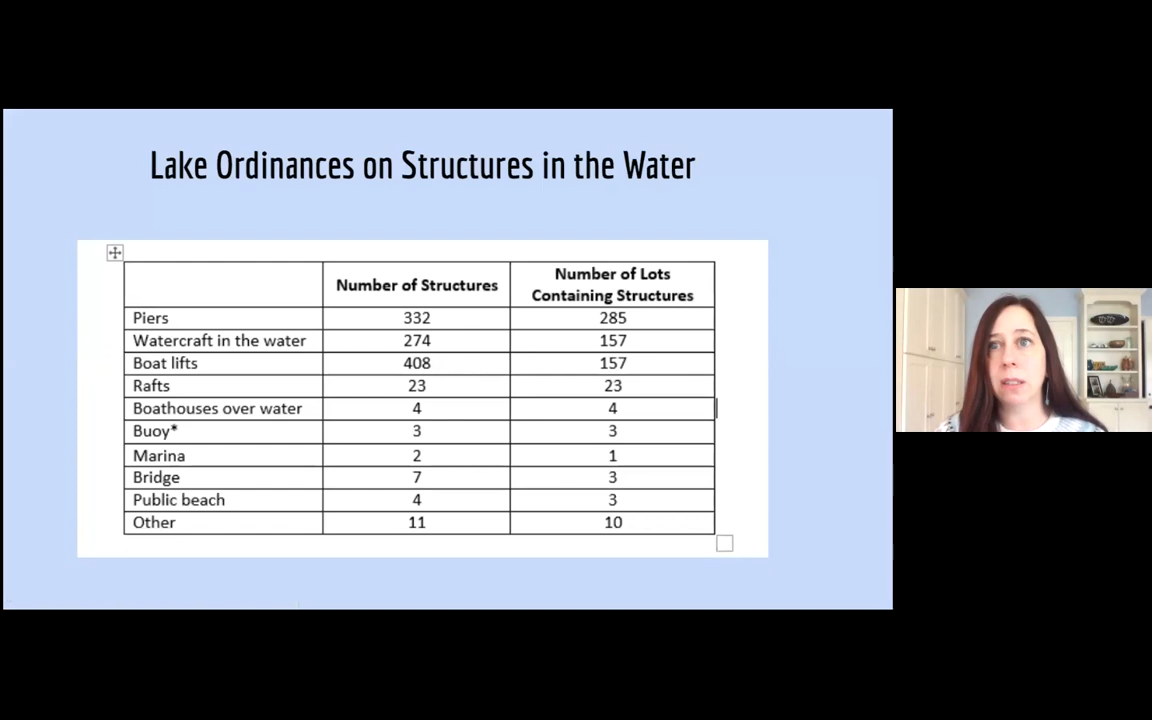 Lake Ordinances on Structures in the Water
Number of Structures
Number of Lots
Containing Structures
Piers 332 285
Watercraft in the water 274 157
Boat lifts 408 157
Rafts 23 23
Boathouses over water 4 4
Buoy* 3 3
Marina 2 1
Bridge 7 3
Public beach 4 3
Other 11 10